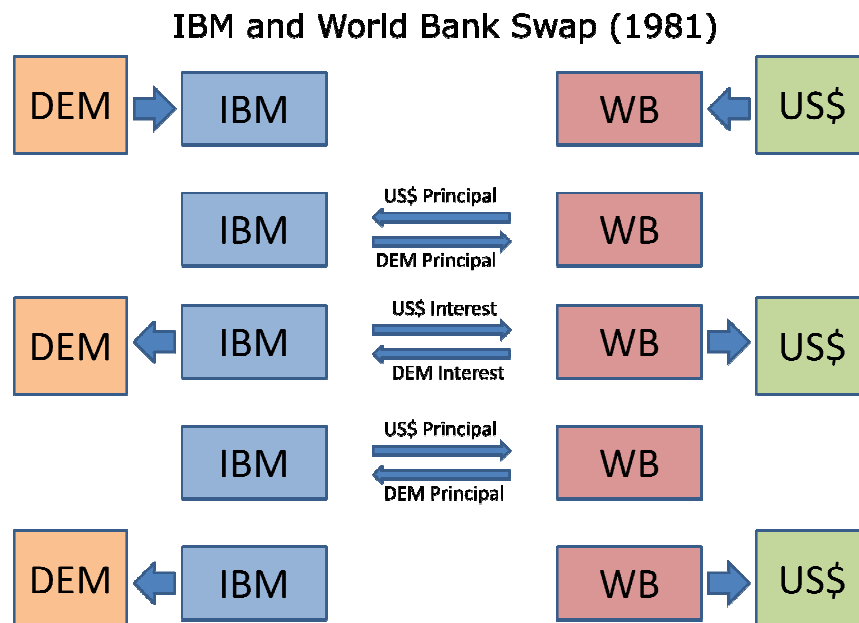 IBM and World Bank Swap (1981)
DEM IBM WB US$
US$ Principal
IBM WB
DEM Principal
US$ Interest
DEM IBM WB US$
DEM Interest
US$ Principal
IBM WB
DEM Principal
DEM IBM WB US$